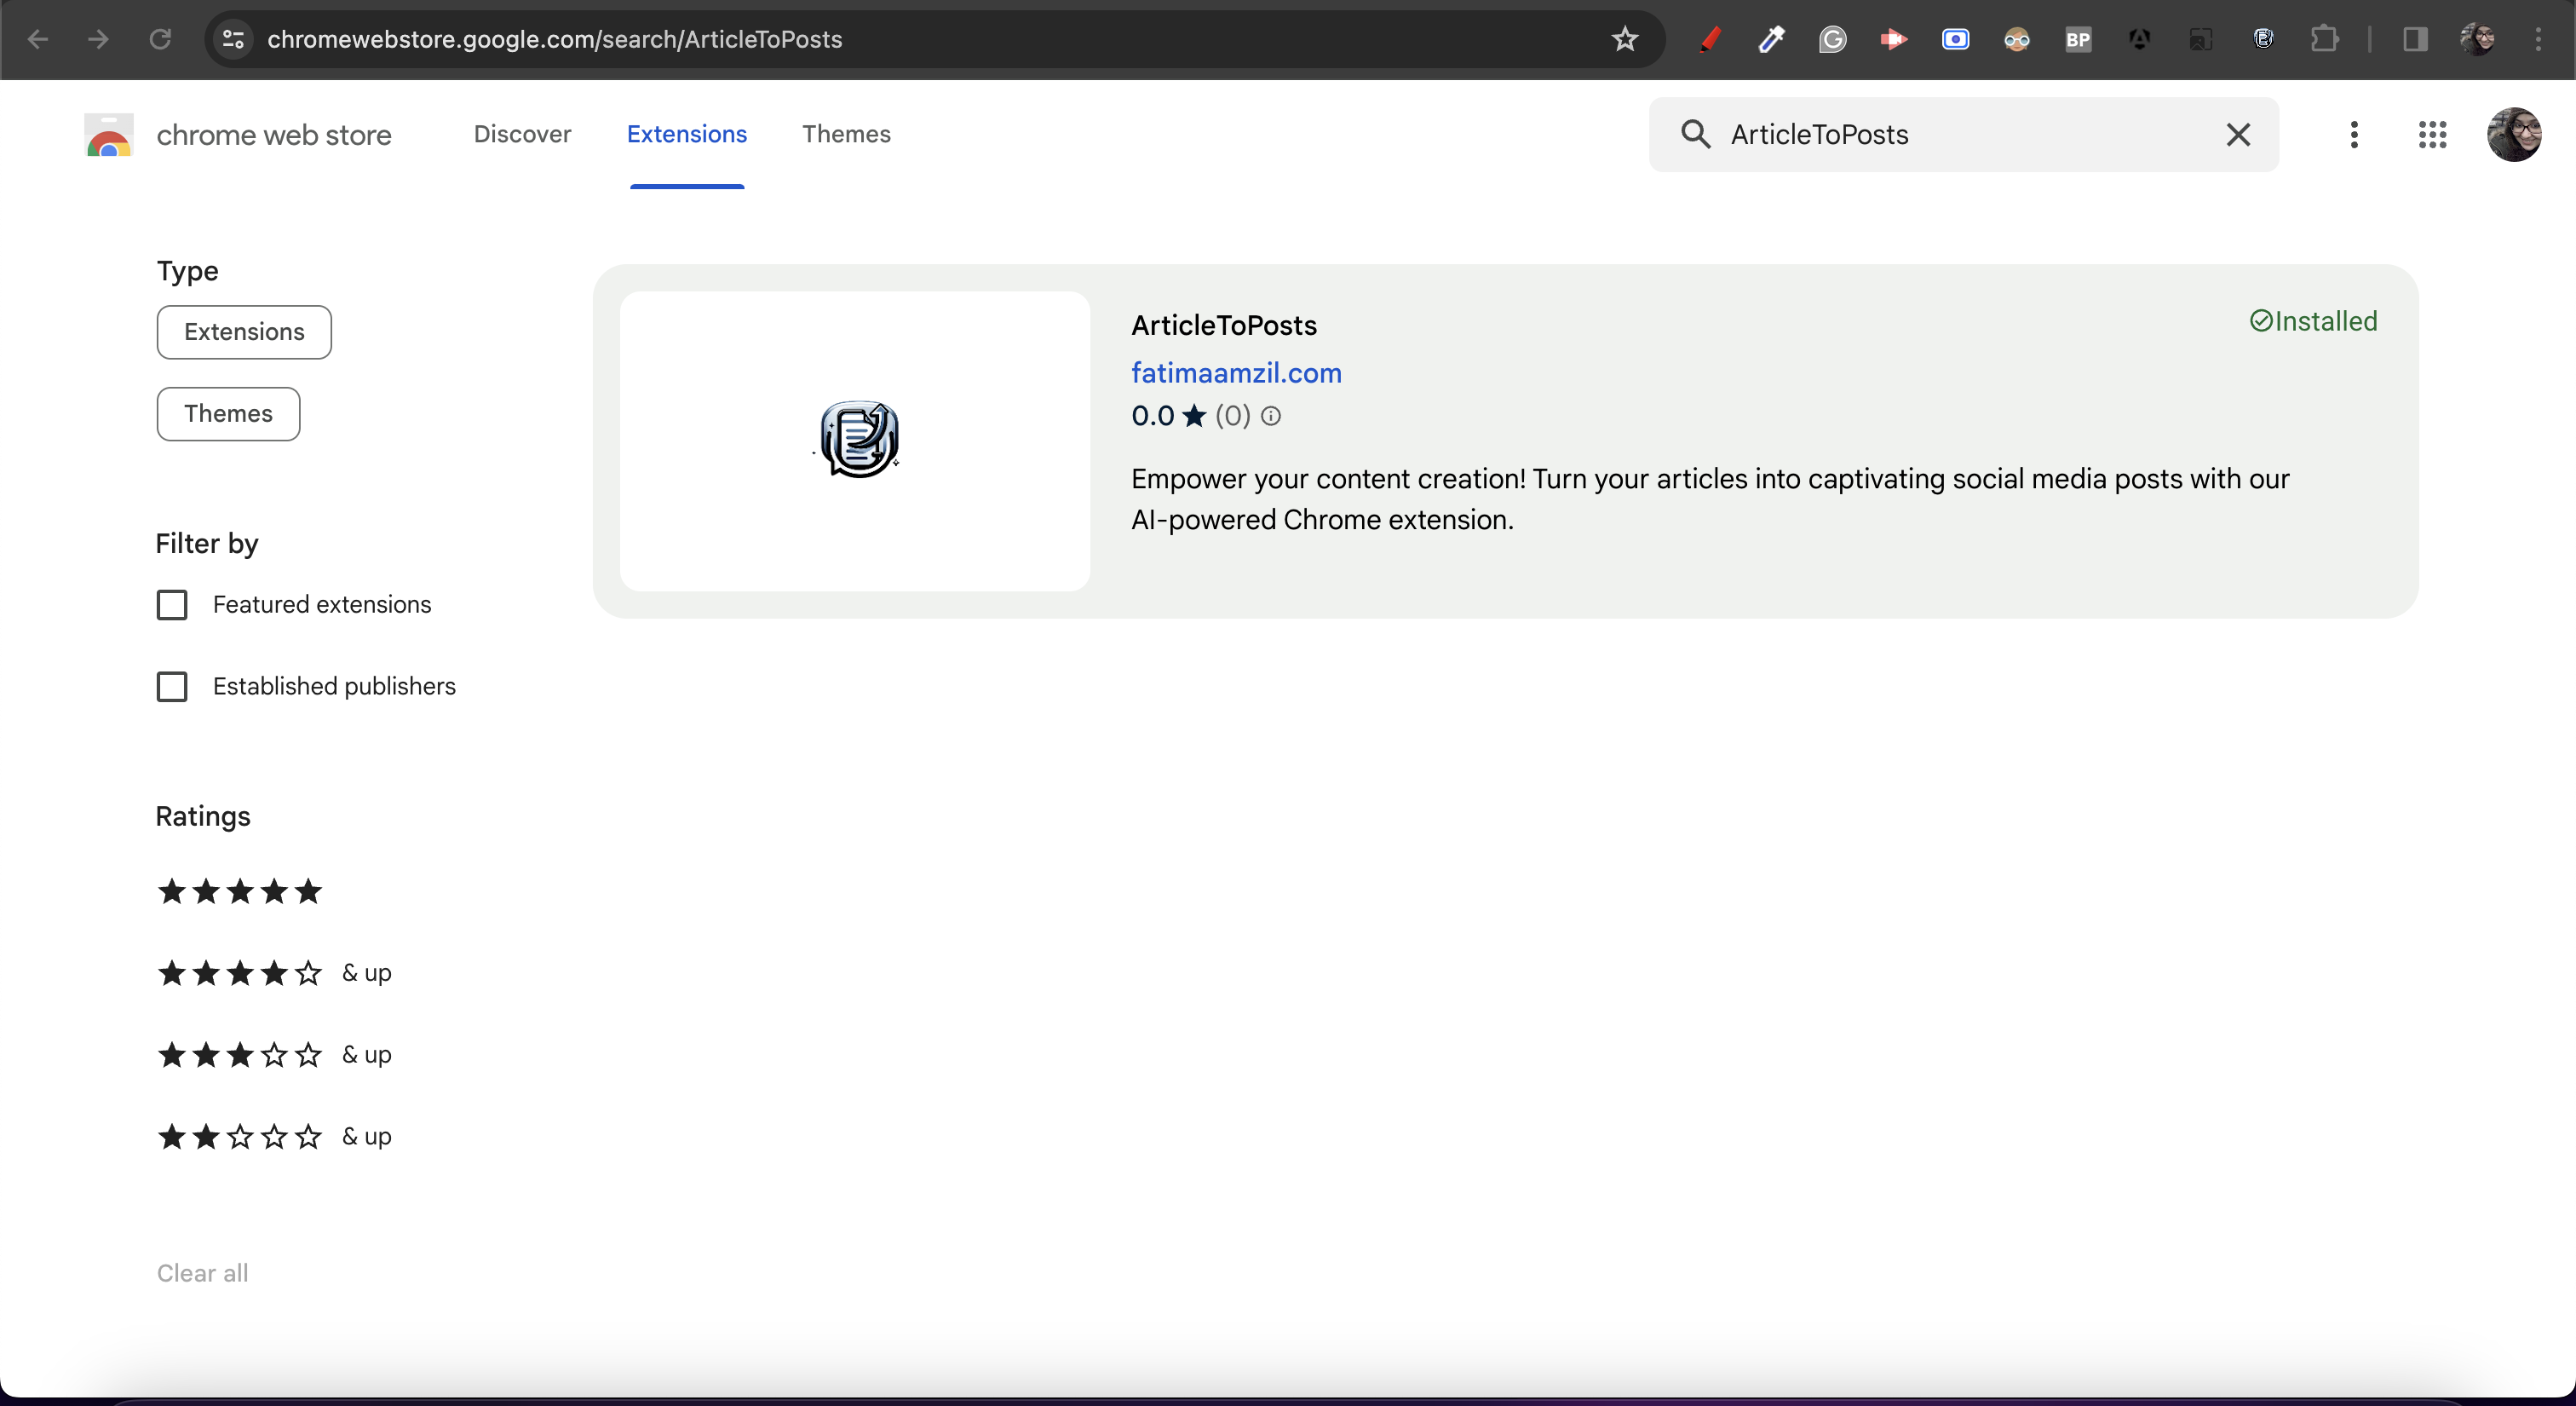 chromewebstore.google.com/search/ArticleToPosts
BP
chrome web store
Discover
Extensions
Themes
ArticleToPosts
Type
Extensions
Themes
Filter by
Featured extensions
Established publishers
Ratings
& up
& up
& up
Clear all
ArticleToPosts
Installed
fatimaamzil.com
0.0 ★ (0)
Empower your content creation! Turn your articles into captivating social media posts with our
AI-powered Chrome extension.